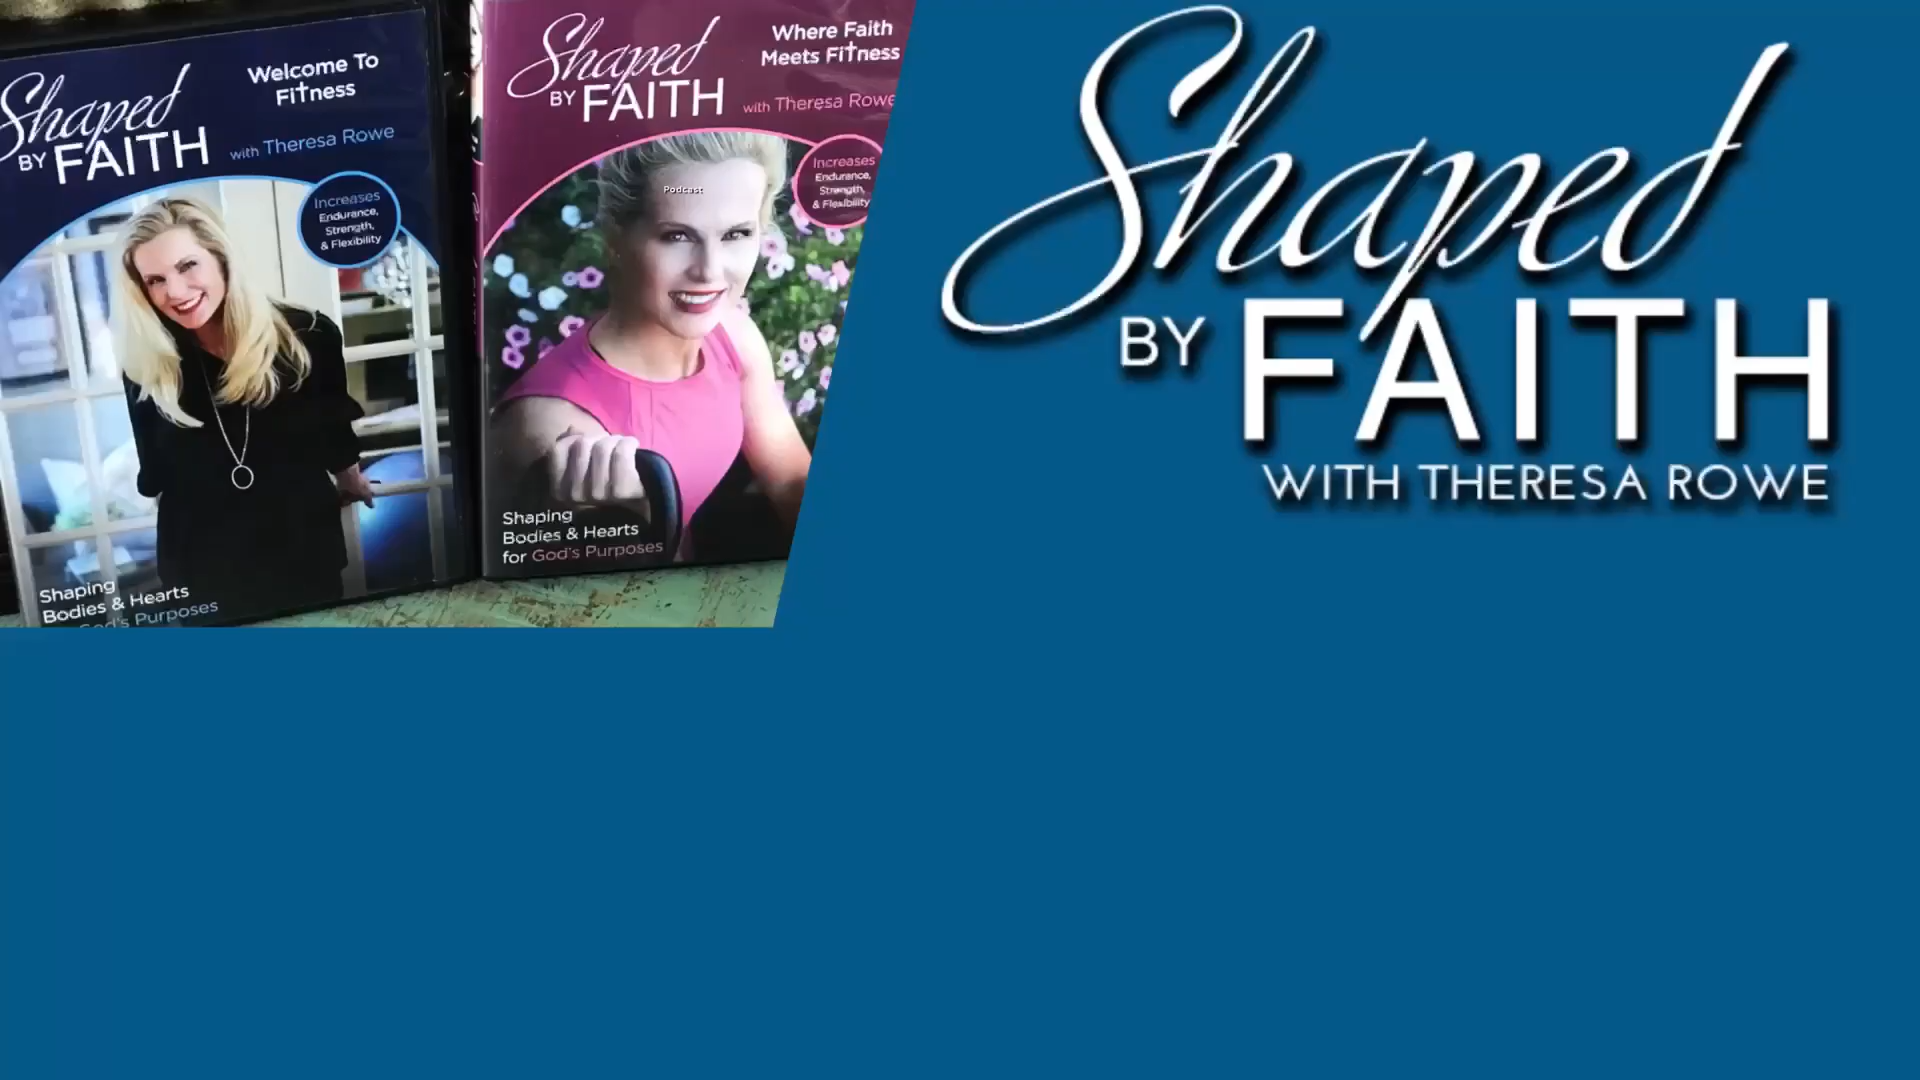 Shaped
BY FAITH
Welcome To
Fitness
with Theresa Rowe
Increases
Endurance,
Strength,
& Flexibility
Shaping
Bodies & Hearts
God's Purposes
Shaped
BY FAITH
Where Faith
Meets Fitness
with Theresa Rowe
Increases
Endurance,
Strength,
& Flexibility
Podcast
Shaping
Bodies & Hearts
for God's Purposes
Shaped
BY FAITH
WITH THERESA ROWE